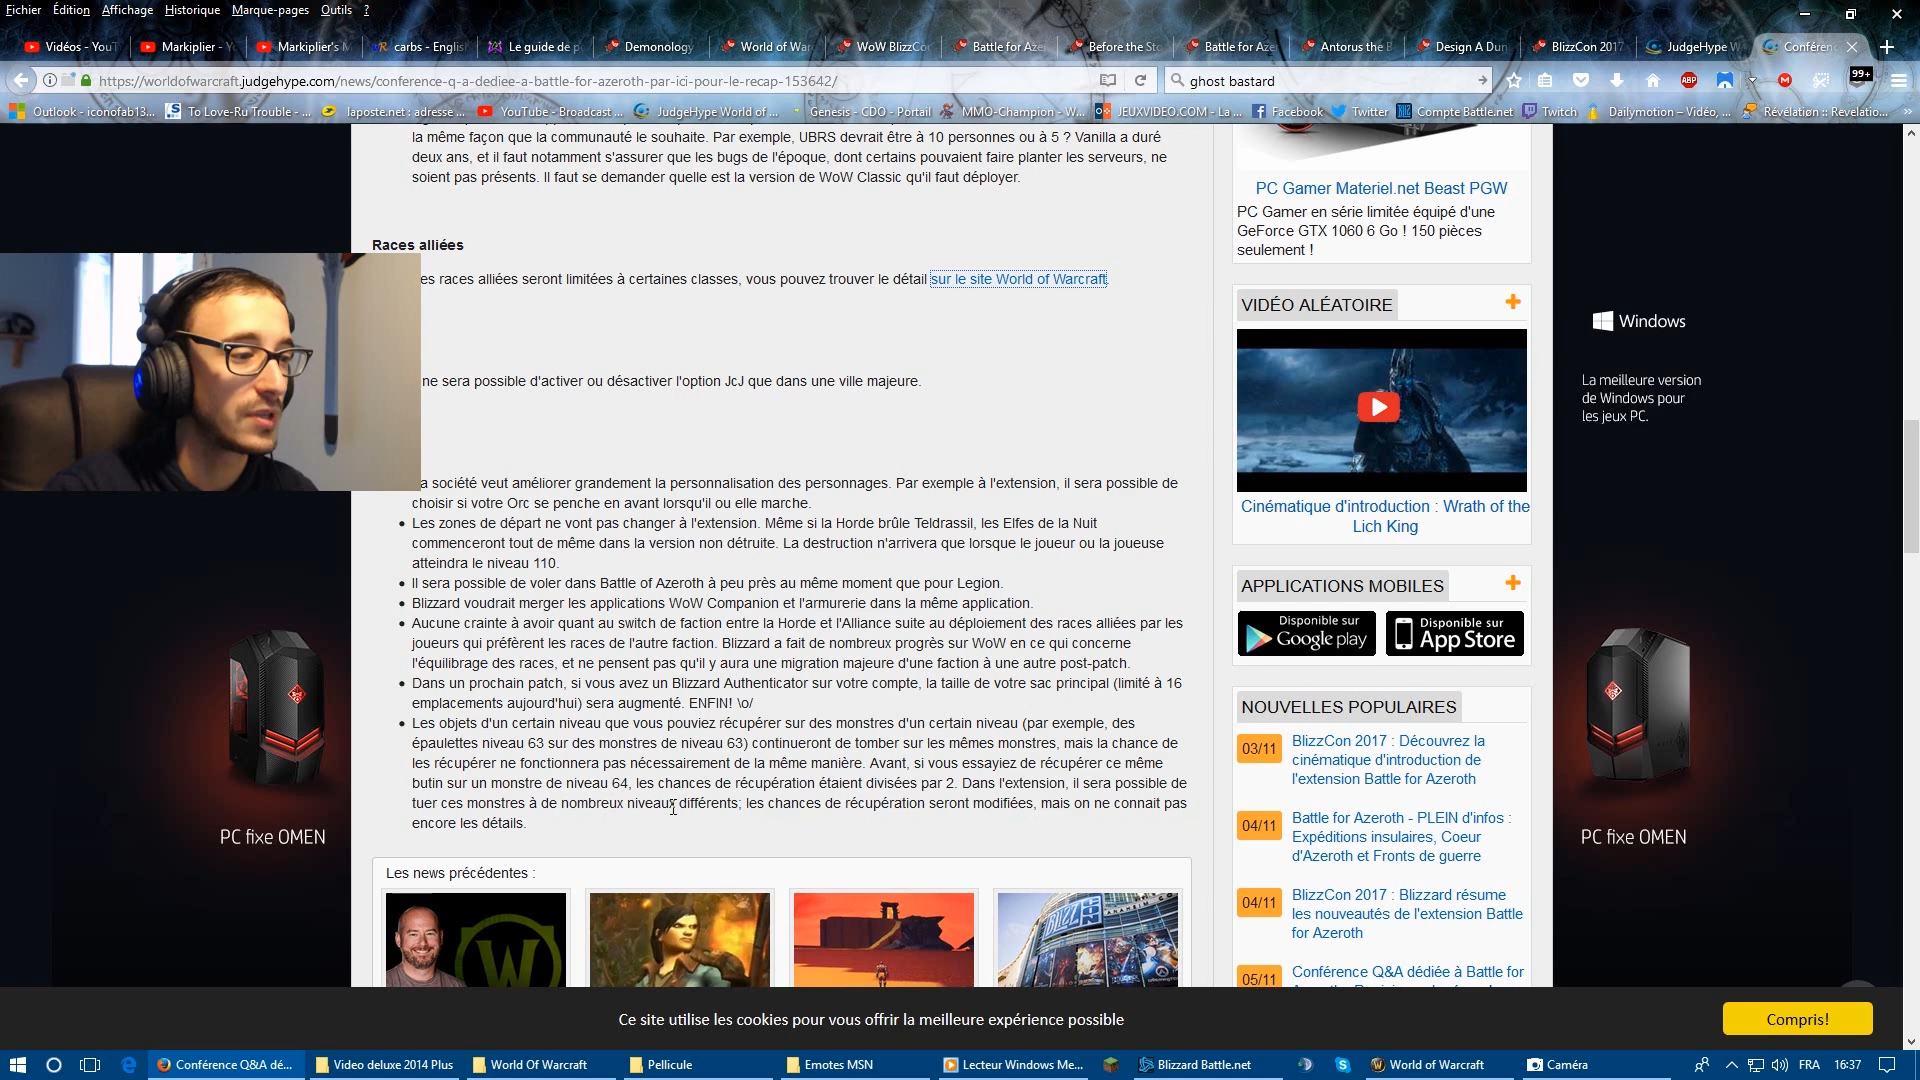 Fichier Édition Affichage Historique Marque-pages Outils ?
Vidéos - YouT
Markiplier - Y
Markiplier's M
carbs - Englis
Le guide de p
Demonology
World of War
WoW BlizzCo
Battle for Aze
Before the Sto
Battle for Aze
Antorus the B
Design A Dun
BlizzCon 2017
JudgeHype W
Conféren
https://worldofwarcraft.judgehype.com/news/conference-q-a-dediee-a-battle-for-azeroth-par-ici-pour-le-recap-153642/
ghost bastard
ABP
99+
Outlook - iconofab13...
To Love-Ru Trouble - ...
laposte.net : adresse ...
YouTube - Broadcast ...
JudgeHype World of ...
Genesis - CDO - Portail
MMO-Champion - W...
JEUXVIDEO.COM - La ...
Facebook
Twitter
Compte Battle.net
Twitch
Dailymotion – Vidéo, ...
Révélatiøn :: Revelatio...
la même façon que la communauté le souhaite. Par exemple, UBRS devrait être à 10 personnes ou à 5 ? Vanilla a duré
deux ans, et il faut notamment s'assurer que les bugs de l'époque, dont certains pouvaient faire planter les serveurs, ne
soient pas présents. Il faut se demander quelle est la version de WoW Classic qu'il faut déployer.
Races alliées
es races alliées seront limitées à certaines classes, vous pouvez trouver le détail sur le site World of Warcraft.
ne sera possible d'activer ou désactiver l'option JcJ que dans une ville majeure.
a société veut améliorer grandement la personnalisation des personnages. Par exemple à l'extension, il sera possible de
choisir si votre Orc se penche en avant lorsqu'il ou elle marche.
Les zones de départ ne vont pas changer à l'extension. Même si la Horde brûle Teldrassil, les Elfes de la Nuit
commenceront tout de même dans la version non détruite. La destruction n'arrivera que lorsque le joueur ou la joueuse
atteindra le niveau 110.
Il sera possible de voler dans Battle of Azeroth à peu près au même moment que pour Legion.
Blizzard voudrait merger les applications WoW Companion et l'armurerie dans la même application.
Aucune crainte à avoir quant au switch de faction entre la Horde et l'Alliance suite au déploiement des races alliées par les
joueurs qui préfèrent les races de l'autre faction. Blizzard a fait de nombreux progrès sur WoW en ce qui concerne
l'équilibrage des races, et ne pensent pas qu'il y aura une migration majeure d'une faction à une autre post-patch.
Dans un prochain patch, si vous avez un Blizzard Authenticator sur votre compte, la taille de votre sac principal (limité à 16
emplacements aujourd'hui) sera augmenté. ENFIN! \o/
Les objets d'un certain niveau que vous pouviez récupérer sur des monstres d'un certain niveau (par exemple, des
épaulettes niveau 63 sur des monstres de niveau 63) continueront de tomber sur les mêmes monstres, mais la chance de
les récupérer ne fonctionnera pas nécessairement de la même manière. Avant, si vous essayiez de récupérer ce même
butin sur un monstre de niveau 64, les chances de récupération étaient divisées par 2. Dans l'extension, il sera possible de
tuer ces monstres à de nombreux niveaux différents; les chances de récupération seront modifiées, mais on ne connait pas
encore les détails.
Les news précédentes :
PC Gamer Materiel.net Beast PGW
PC Gamer en série limitée équipé d'une
GeForce GTX 1060 6 Go ! 150 pièces
seulement !
VIDÉO ALÉATOIRE
Cinématique d'introduction : Wrath of the
Lich King
APPLICATIONS MOBILES
Disponible sur
Google play
Disponible sur
App Store
NOUVELLES POPULAIRES
03/11
BlizzCon 2017 : Découvrez la
cinématique d'introduction de
l'extension Battle for Azeroth
04/11
Battle for Azeroth - PLEIN d'infos :
Expéditions insulaires, Coeur
d'Azeroth et Fronts de guerre
04/11
BlizzCon 2017 : Blizzard résume
les nouveautés de l'extension Battle
for Azeroth
05/11
Conférence Q&A dédiée à Battle for
Windows
La meilleure version
de Windows pour
les jeux PC.
PC fixe OMEN
PC fixe OMEN
Ce site utilise les cookies pour vous offrir la meilleure expérience possible
Compris!
Conférence Q&A dé...
Video deluxe 2014 Plus
World Of Warcraft
Pellicule
Emotes MSN
Lecteur Windows Me...
Blizzard Battle.net
World of Warcraft
Caméra
FRA
16:37